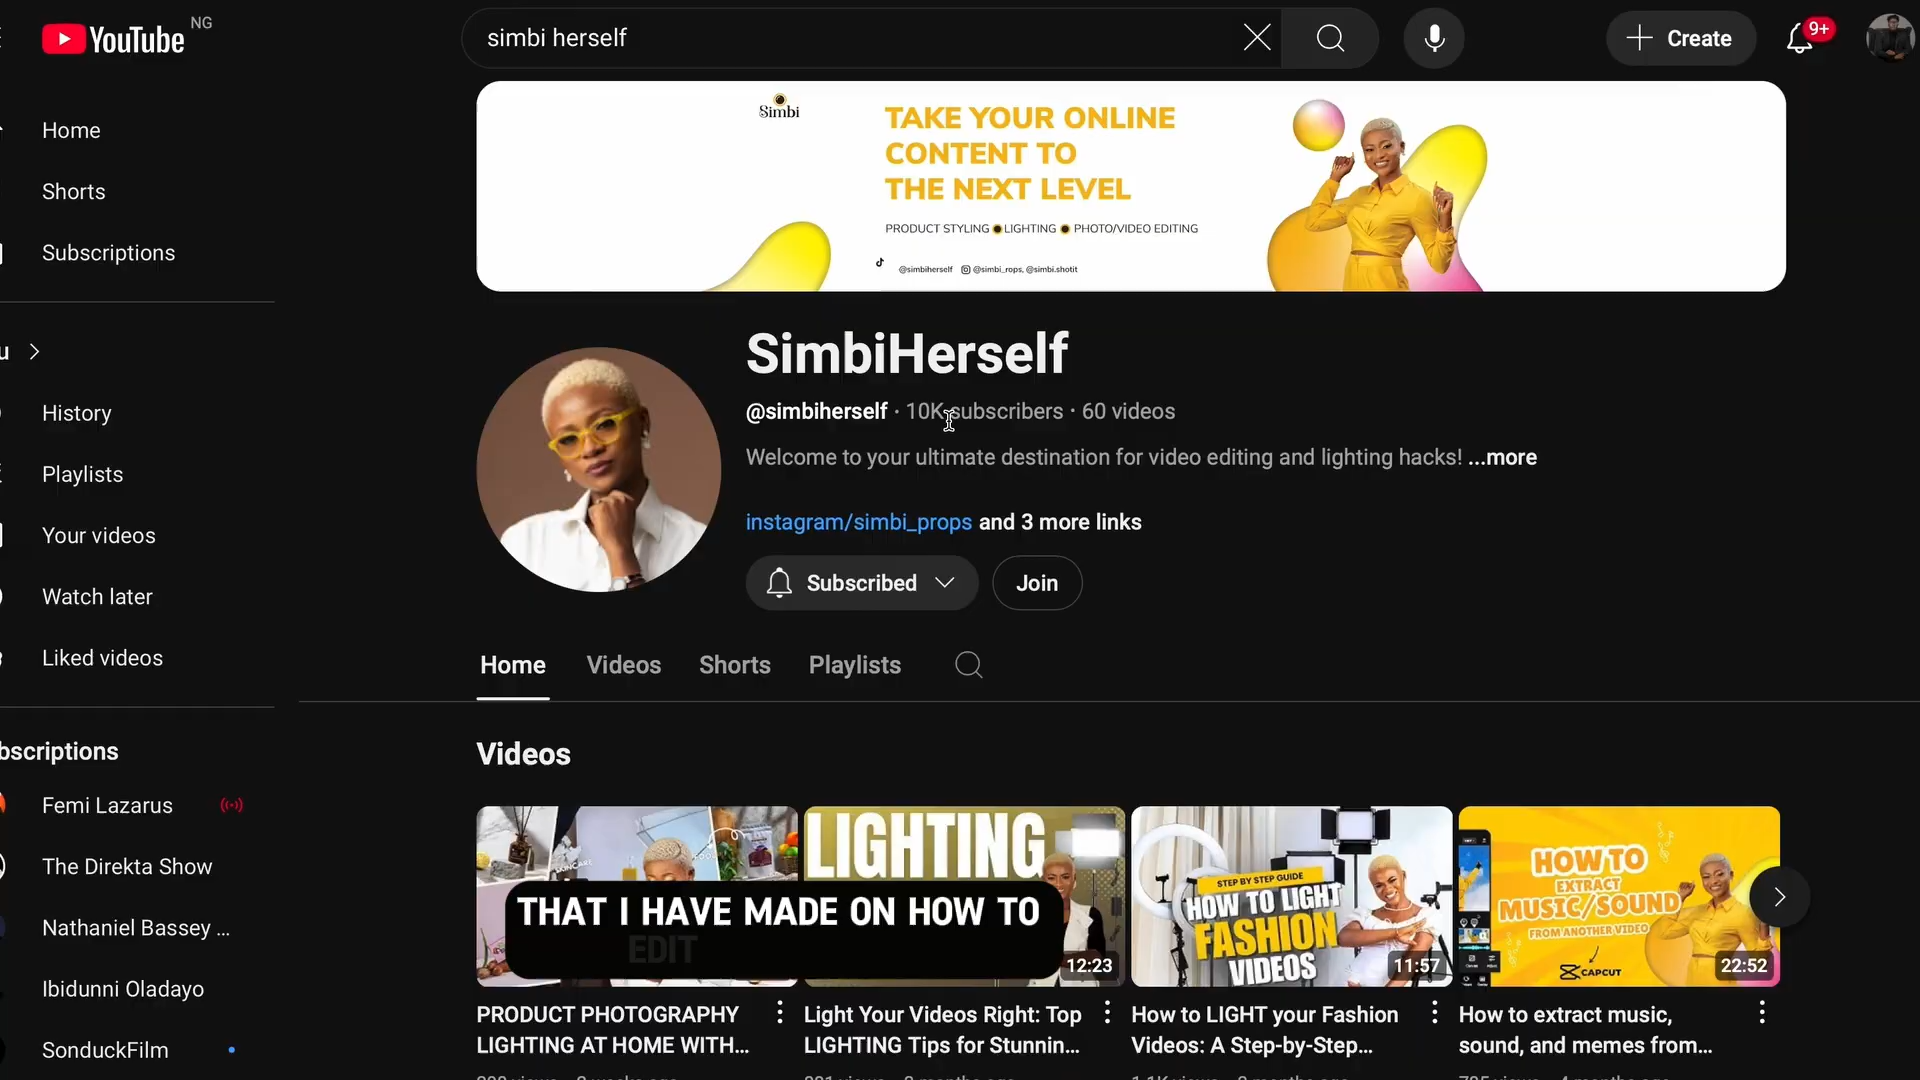 YouTube NG
simbi herself
Create
9+
Home
Shorts
Subscriptions
History
Playlists
Your videos
Watch later
Liked videos
bscriptions
Femi Lazarus
The Direkta Show
Nathaniel Bassey ...
Ibidunni Oladayo
SonduckFilm
Simbi
TAKE YOUR ONLINE
CONTENT TO
THE NEXT LEVEL
PRODUCT STYLING LIGHTING PHOTO/VIDEO EDITING
@simbiherself @simbi_rops, @simbi.shotit
SimbiHerself
@simbiherself · 10K subscribers · 60 videos
Welcome to your ultimate destination for video editing and lighting hacks! ...more
instagram/simbi_props and 3 more links
Subscribed
Join
Home Videos Shorts Playlists
Videos
THAT I HAVE MADE ON HOW TO
EDIT
LIGHTING
12:23
STEP BY STEP GUIDE
HOW TO LIGHT
FASHION
VIDEOS
11:57
HOW TO
EXTRACT
MUSIC/SOUND
FROM ANOTHER VIDEO
CAPCUT
22:52
PRODUCT PHOTOGRAPHY
LIGHTING AT HOME WITH...
Light Your Videos Right: Top
LIGHTING Tips for Stunnin...
How to LIGHT your Fashion
Videos: A Step-by-Step...
How to extract music,
sound, and memes from...